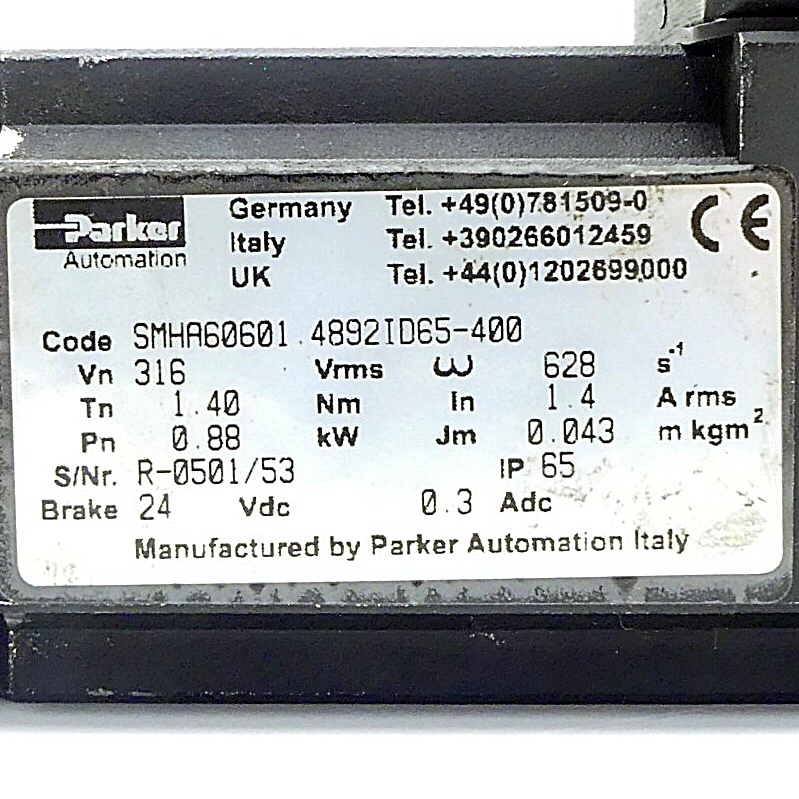 Parker
Automation
Germany Tel. +49(0)781509-0
Italy Tel. +390266012459
UK Tel. +44(0)1202699000
CE
Code SMHA60601.4892ID65-400
Vn 316 Vrms ω 628 s⁻¹
Tn 1.40 Nm In 1.4 A rms
Pn 0.88 kW Jm 0.043 m kgm²
S/Nr. R-0501/53 IP 65
Brake 24 Vdc 0.3 Adc
Manufactured by Parker Automation Italy